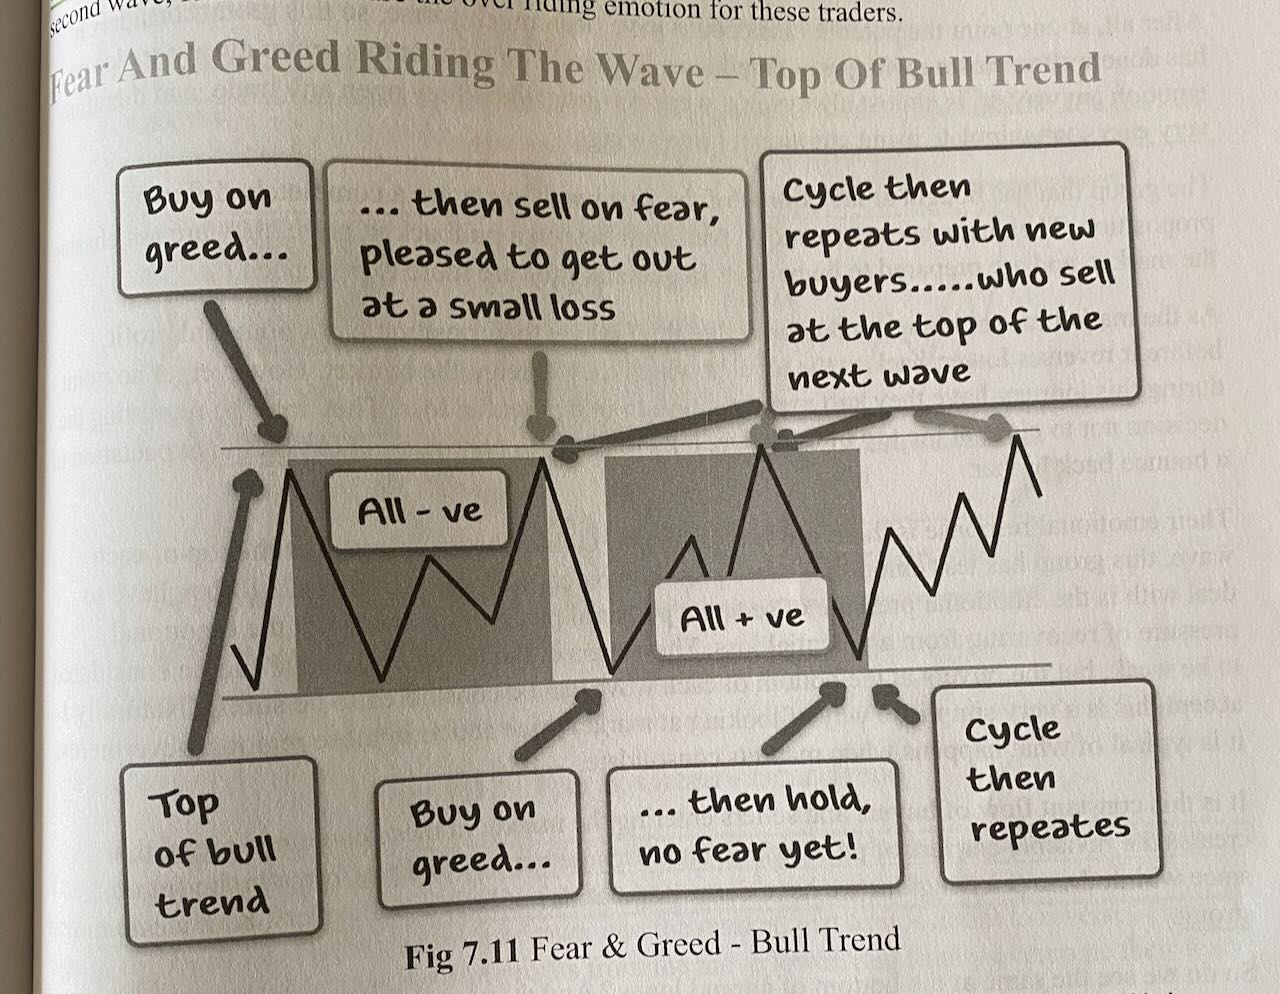 second wave,
riding emotion for these traders.
Fear And Greed Riding The Wave – Top Of Bull Trend
Buy on
greed...
... then sell on fear,
pleased to get out
at a small loss
Cycle then
repeats with new
buyers.....who sell
at the top of the
next wave
All - ve
All + ve
Top
of bull
trend
Buy on
greed...
... then hold,
no fear yet!
Cycle
then
repeates
Fig 7.11 Fear & Greed - Bull Trend